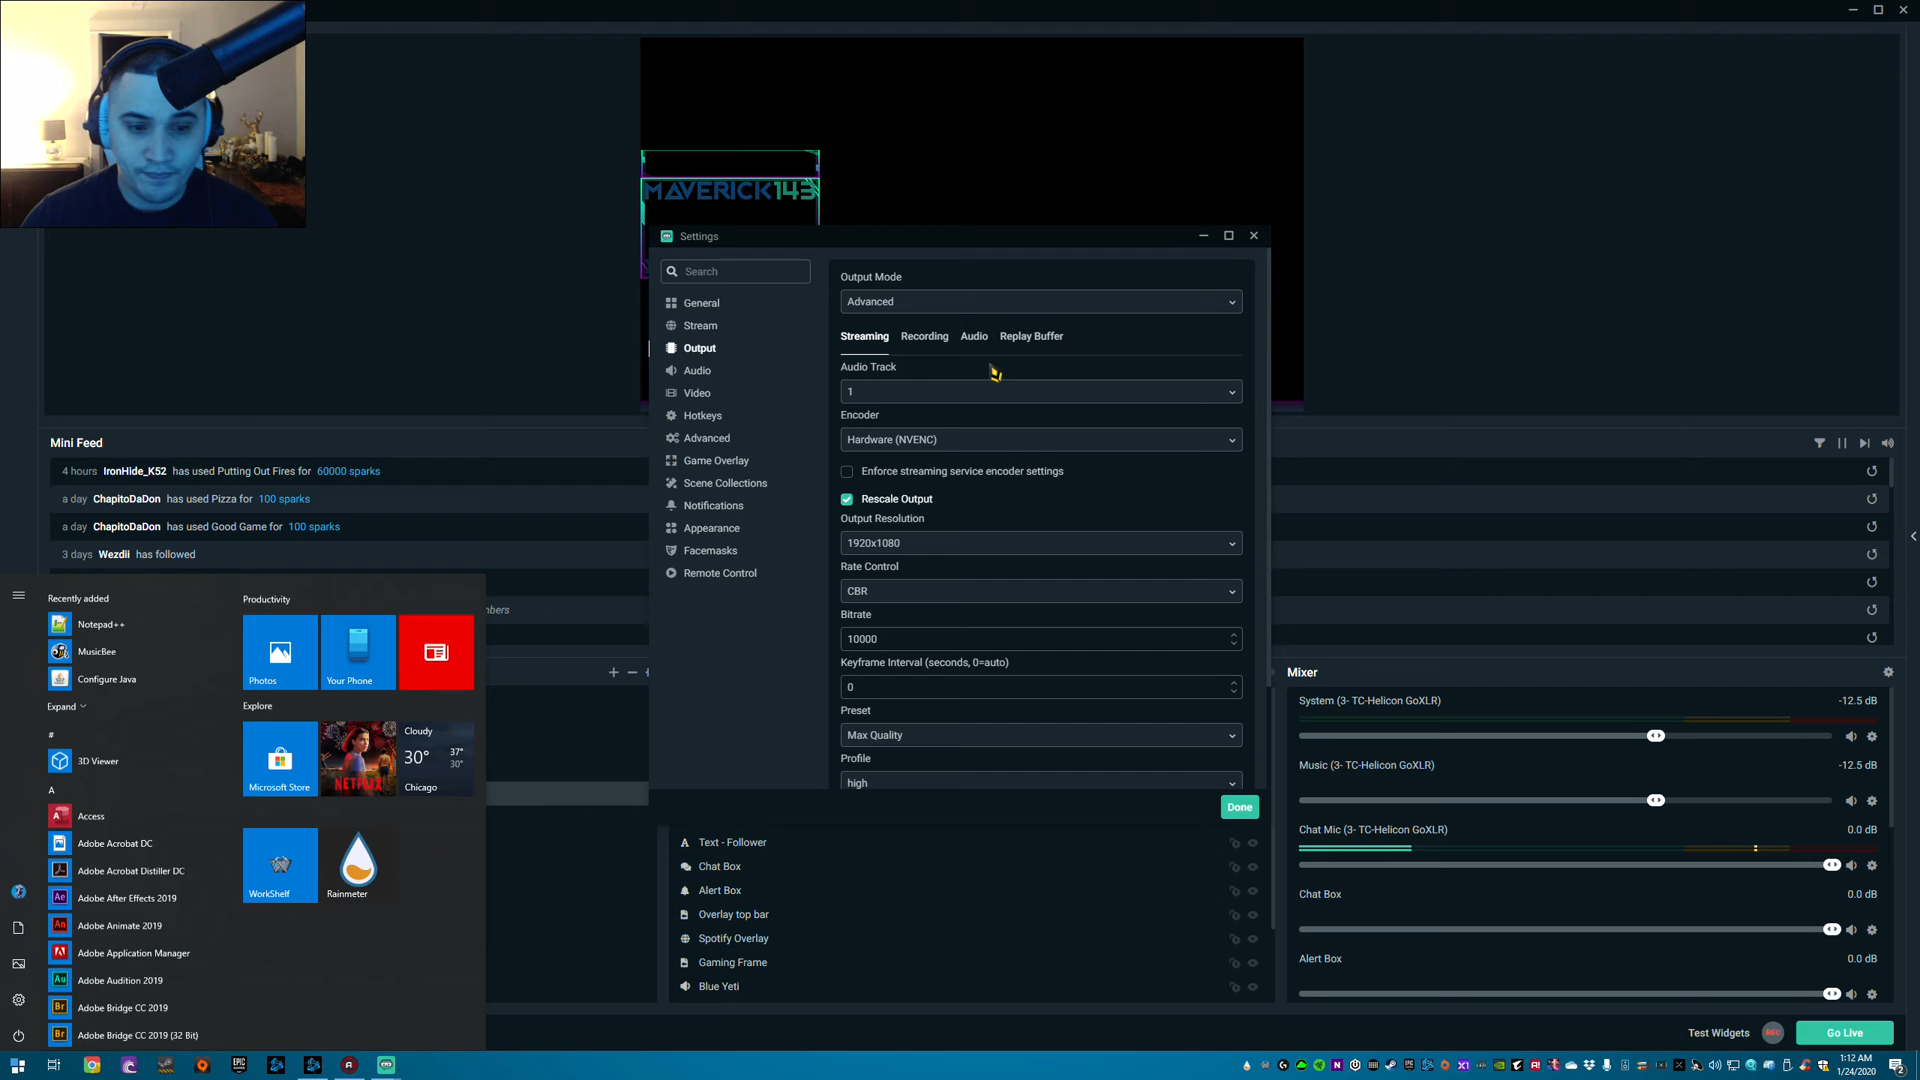 MAVERICK143
Settings
Search
General
Stream
Output
Audio
Video
Hotkeys
Advanced
Game Overlay
Scene Collections
Notifications
Appearance
Facemasks
Remote Control
Output Mode
Advanced
Streaming Recording Audio Replay Buffer
Audio Track
1
Encoder
Hardware (NVENC)
Enforce streaming service encoder settings
Rescale Output
Output Resolution
1920x1080
Rate Control
CBR
Bitrate
10000
Keyframe Interval (seconds, 0=auto)
0
Preset
Max Quality
Profile
high
Done
Mini Feed
4 hours IronHide_K52 has used Putting Out Fires for 60000 sparks
a day ChapitoDaDon has used Pizza for 100 sparks
a day ChapitoDaDon has used Good Game for 100 sparks
3 days Wezdii has followed
Recently added
Notepad++
MusicBee
Configure Java
Expand
#
3D Viewer
A
Access
Adobe Acrobat DC
Adobe Acrobat Distiller DC
Adobe After Effects 2019
Adobe Animate 2019
Adobe Application Manager
Adobe Audition 2019
Adobe Bridge CC 2019
Adobe Bridge CC 2019 (32 Bit)
Productivity
Photos
Your Phone
Explore
Microsoft Store
NETFLIX
Cloudy
30° 37°
30°
Chicago
WorkShelf
Rainmeter
Text - Follower
Chat Box
Alert Box
Overlay top bar
Spotify Overlay
Gaming Frame
Blue Yeti
Mixer
System (3- TC-Helicon GoXLR) -12.5 dB
Music (3- TC-Helicon GoXLR) -12.5 dB
Chat Mic (3- TC-Helicon GoXLR) 0.0 dB
Chat Box 0.0 dB
Alert Box 0.0 dB
Test Widgets REC Go Live
1:12 AM
1/24/2020